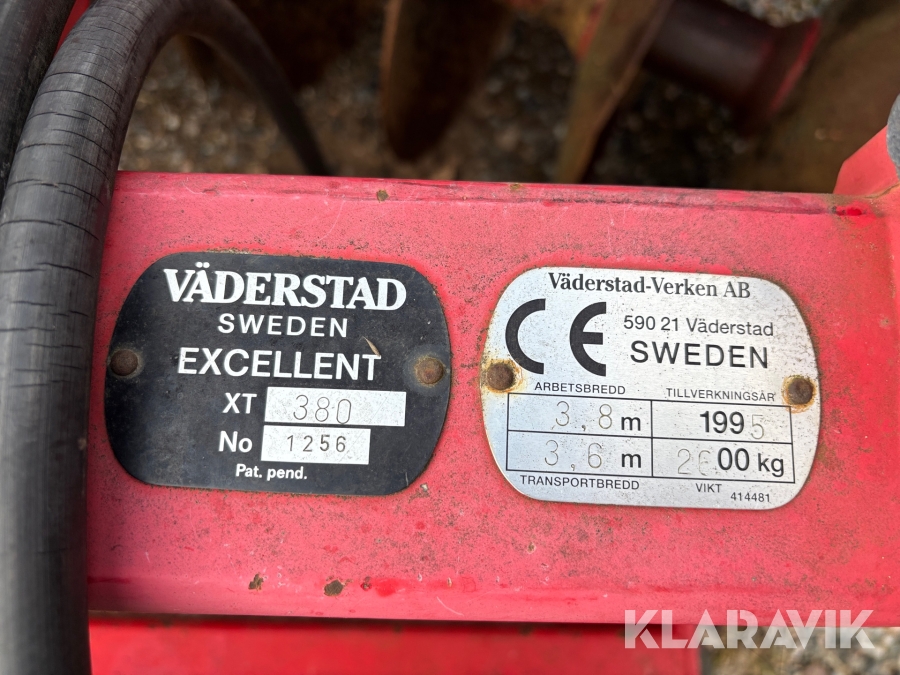 VÄDERSTAD
SWEDEN
EXCELLENT
XT 380
No 1256
Pat. pend.
Väderstad-Verken AB
CE 590 21 Väderstad
SWEDEN
ARBETSBREDD TILLVERKNINGSÅR
3,8 m 1995
3,6 m 00 kg
TRANSPORTBREDD VIKT 414481
KLARAVIK